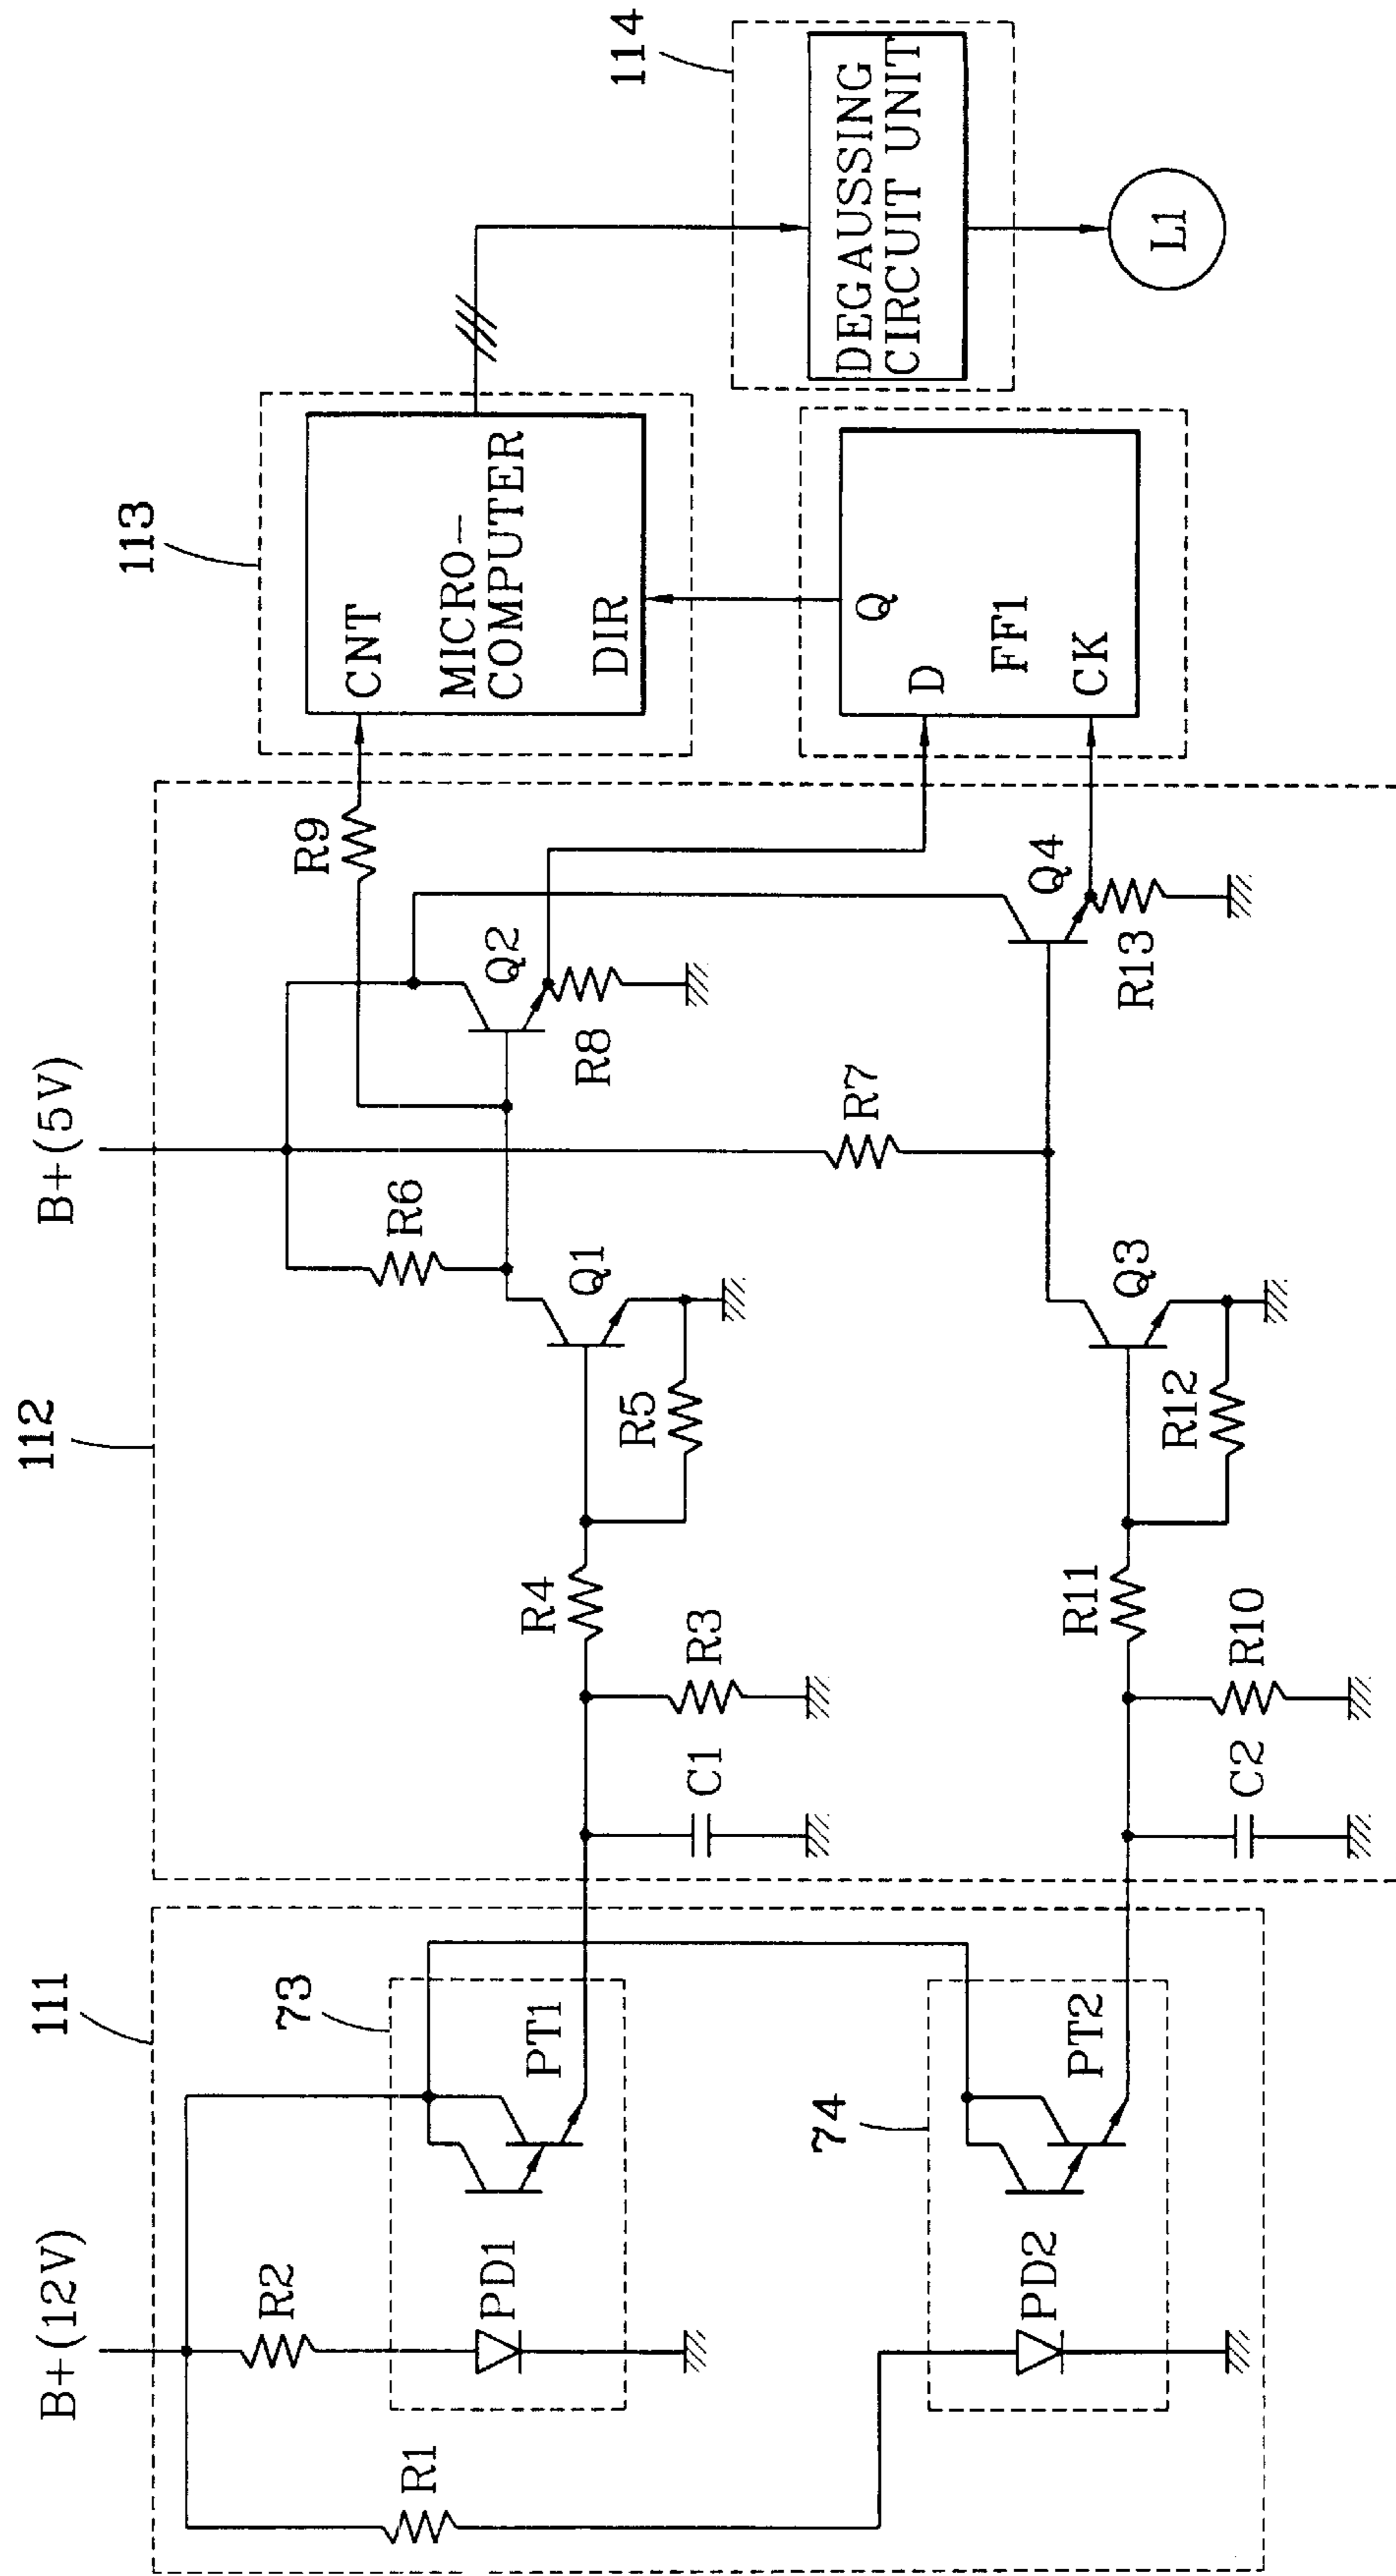 B+(12V)
111
R1
R2
73
PD1
PT1
74
PD2
PT2
B+(5V)
112
C1
R3
R4
R5
Q1
R6
Q2
R8
R9
R7
C2
R10
R11
R12
Q3
Q4
R13
113
CNT
MICRO-
COMPUTER
DIR
Q
D
FF1
CK
114
DEGAUSSING
CIRCUIT UNIT
L1